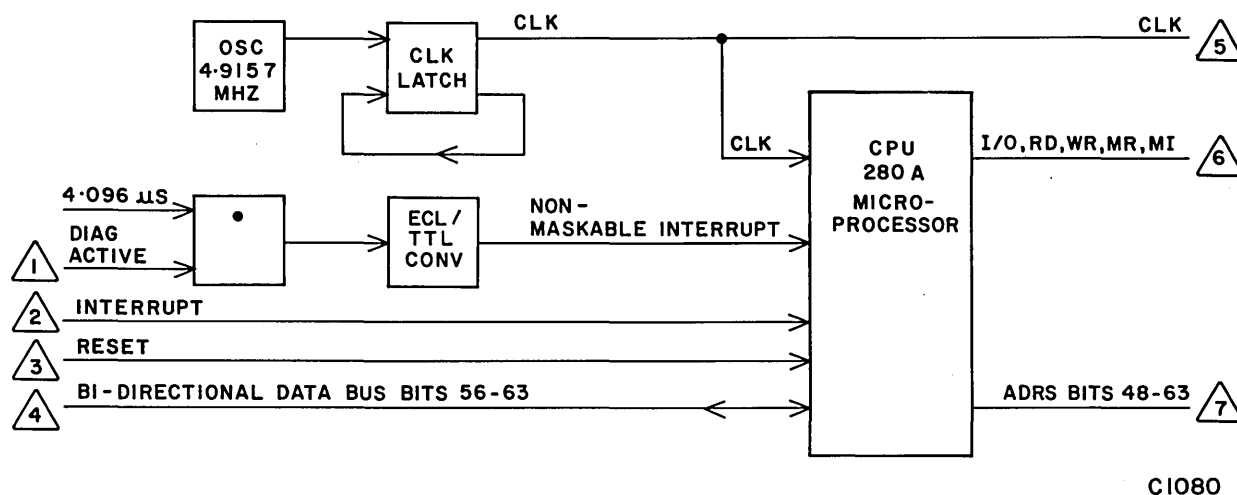 OSC
4.9157
MHZ
CLK
LATCH
CLK
CLK
5
CLK
CPU
280 A
MICRO-
PROCESSOR
I/O,RD,WR,MR,MI
6
4.096 µS
DIAG
ACTIVE
1
•
ECL/
TTL
CONV
NON-
MASKABLE INTERRUPT
2
INTERRUPT
3
RESET
4
BI-DIRECTIONAL DATA BUS BITS 56-63
ADRS BITS 48-63
7
C1080